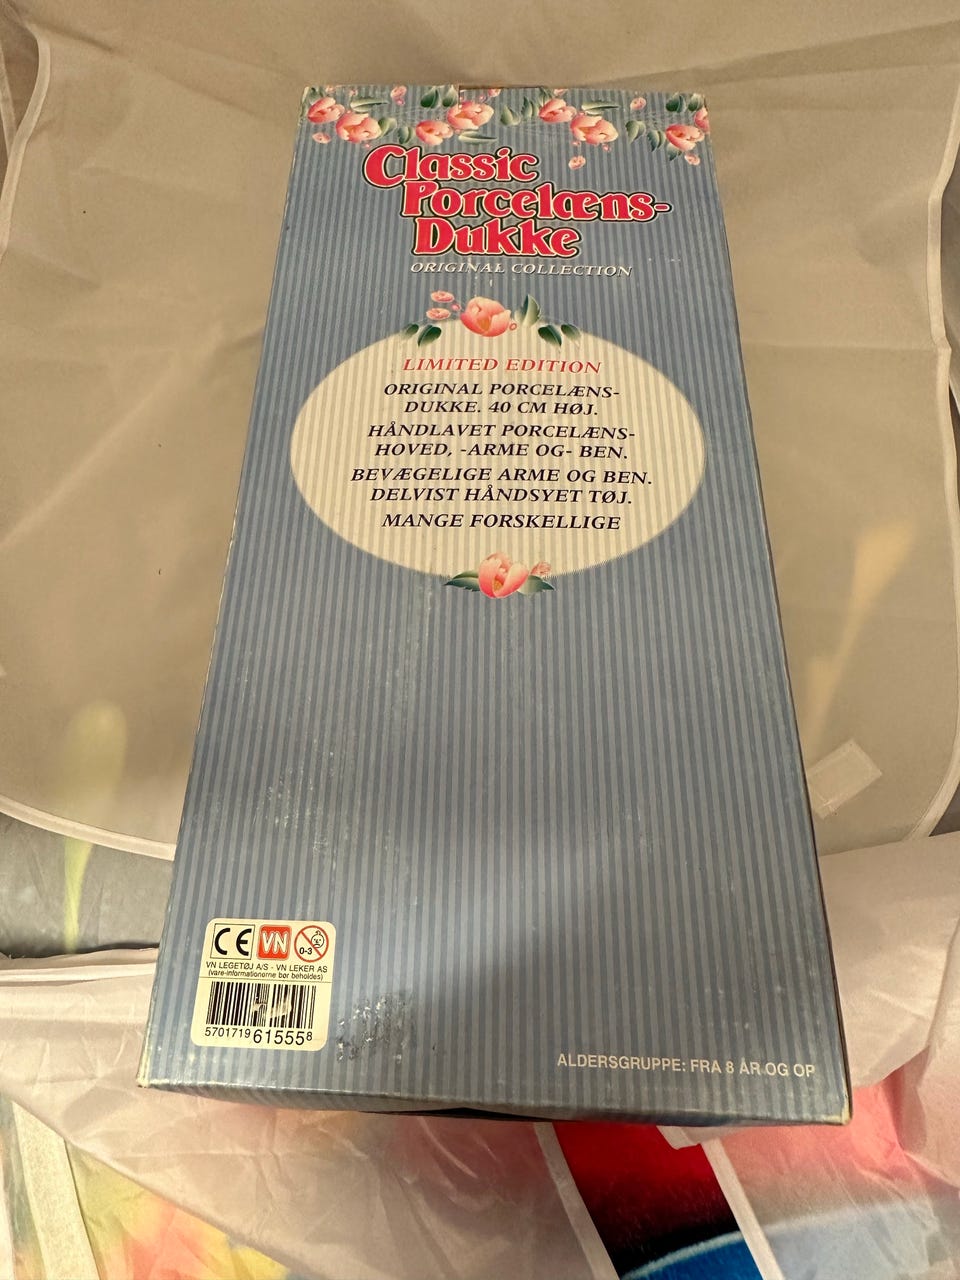 Classic
Porcelæns-
Dukke
ORIGINAL COLLECTION
LIMITED EDITION
ORIGINAL PORCELÆNS-
DUKKE. 40 CM HØJ.
HÅNDLAVET PORCELÆNS-
HOVED, -ARME OG- BEN.
BEVÆGELIGE ARME OG BEN.
DELVIST HÅNDSYET TØJ.
MANGE FORSKELLIGE
CE VN 0-3
VN LEGETØJ A/S - VN LEKER AS
(vare-informationerne bør beholdes)
5701719 615558
ALDERSGRUPPE: FRA 8 ÅR OG OP